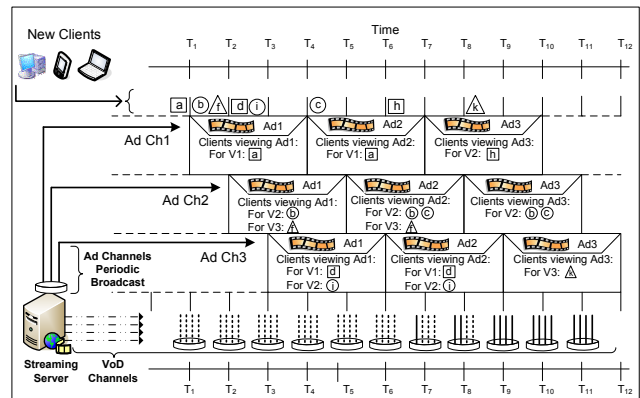 New Clients
Time
T1 T2 T3 T4 T5 T6 T7 T8 T9 T10 T11 T12
a b f d i c h k
Ad Ch1
Ad1
Clients viewing Ad1:
For V1: a
Ad2
Clients viewing Ad2:
For V1: a
Ad3
Clients viewing Ad3:
For V2: h
Ad Ch2
Ad1
Clients viewing Ad1:
For V2: b
For V3: f
Ad2
Clients viewing Ad2:
For V2: b c
For V3: f
Ad3
Clients viewing Ad3:
For V2: b c
Ad Ch3
Ad1
Clients viewing Ad1:
For V1: d
For V2: i
Ad2
Clients viewing Ad2:
For V1: d
For V2: i
Ad3
Clients viewing Ad3:
For V3: k
Ad Channels
Periodic
Broadcast
Streaming
Server
VoD
Channels
T1 T2 T3 T4 T5 T6 T7 T8 T9 T10 T11 T12